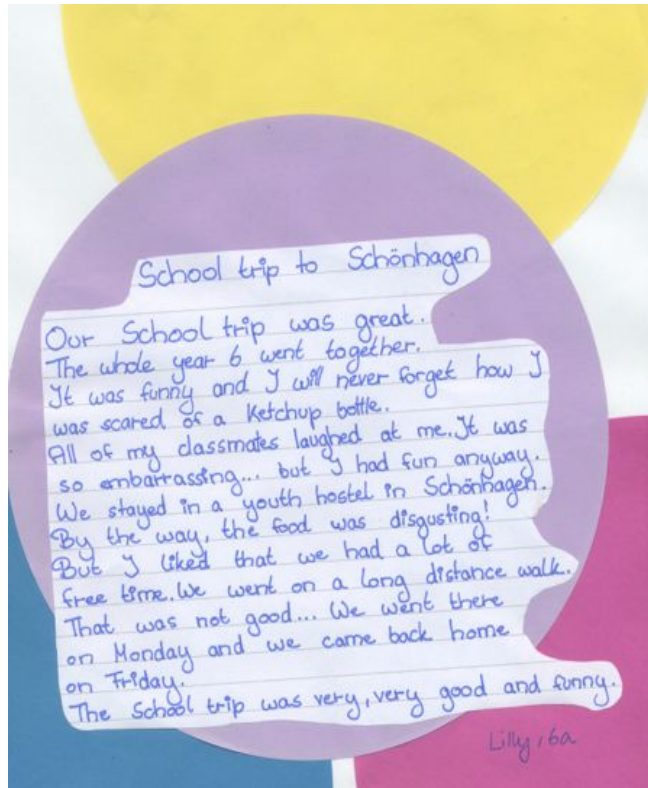 School trip to Schönhagen
Our School trip was great.
The whole year 6 went together.
It was funny and I will never forget how I
was scared of a Ketchup bottle.
All of my classmates laughed at me. It was
so embarrassing... but I had fun anyway.
We stayed in a youth hostel in Schönhagen.
By the way, the food was disgusting!
But I liked that we had a lot of
free time. We went on a long distance walk.
That was not good... We went there
on Monday and we came back home
on Friday.
The School trip was very, very good and funny.
Lilly, 6a